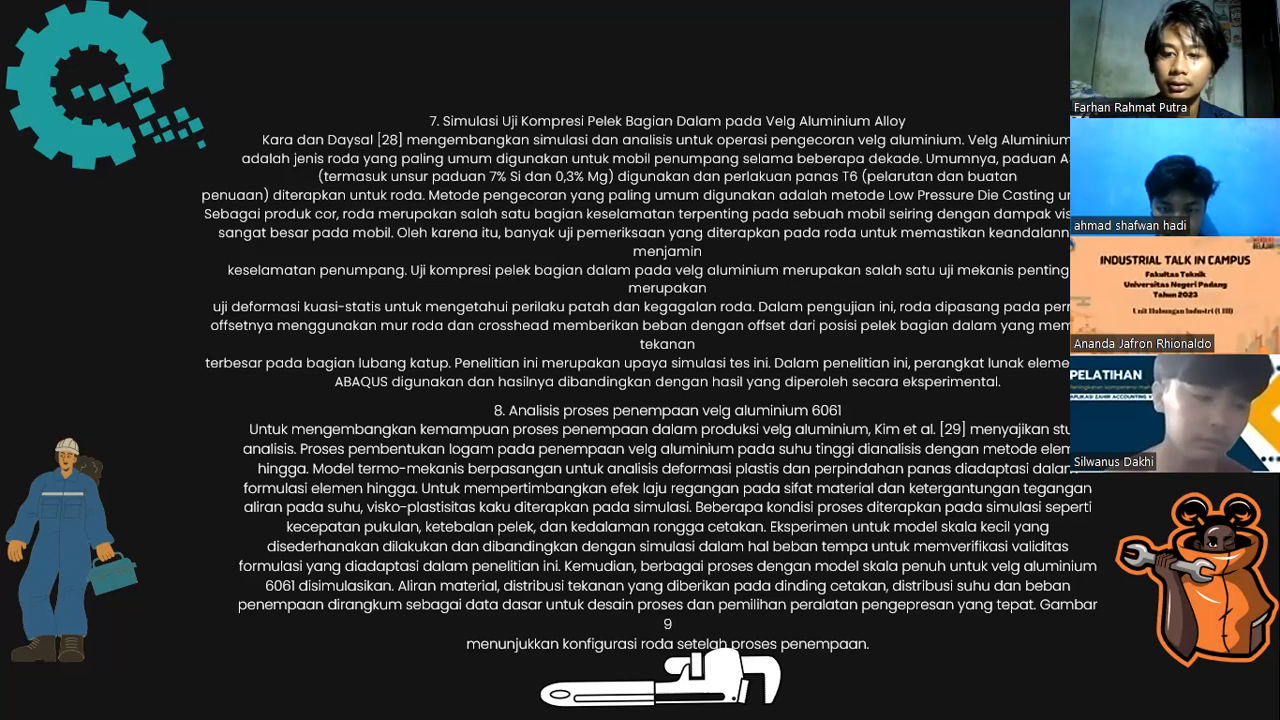 7. Simulasi Uji Kompresi Pelek Bagian Dalam pada Velg Aluminium Alloy
Kara dan Daysal [28] mengembangkan simulasi dan analisis untuk operasi pengecoran velg aluminium. Velg Aluminium
adalah jenis roda yang paling umum digunakan untuk mobil penumpang selama beberapa dekade. Umumnya, paduan
(termasuk unsur paduan 7% Si dan 0,3% Mg) digunakan dan perlakuan panas T6 (pelarutan dan buatan
penuaan) diterapkan untuk roda. Metode pengecoran yang paling umum digunakan adalah metode Low Pressure Die Casting
Sebagai produk cor, roda merupakan salah satu bagian keselamatan terpenting pada sebuah mobil seiring dengan dampak
sangat besar pada mobil. Oleh karena itu, banyak uji pemeriksaan yang diterapkan pada roda untuk memastikan keandalann
menjamin
keselamatan penumpang. Uji kompresi pelek bagian dalam pada velg aluminium merupakan salah satu uji mekanis penting
merupakan
uji deformasi kuasi-statis untuk mengetahui perilaku patah dan kegagalan roda. Dalam pengujian ini, roda dipasang pada
offsetnya menggunakan mur roda dan crosshead memberikan beban dengan offset dari posisi pelek bagian dalam yang
tekanan
terbesar pada bagian lubang katup. Penelitian ini merupakan upaya simulasi tes ini. Dalam penelitian ini, perangkat lunak
ABAQUS digunakan dan hasilnya dibandingkan dengan hasil yang diperoleh secara eksperimental.
8. Analisis proses penempaan velg aluminium 6061
Untuk mengembangkan kemampuan proses penempaan dalam produksi velg aluminium, Kim et al. [29] menyajikan
analisis. Proses pembentukan logam pada penempaan velg aluminium pada suhu tinggi dianalisis dengan metode
hingga. Model termo-mekanis berpasangan untuk analisis deformasi plastis dan perpindahan panas diadaptasi dalam
formulasi elemen hingga. Untuk mempertimbangkan efek laju regangan pada sifat material dan ketergantungan tegangan
aliran pada suhu, visko-plastisitas kaku diterapkan pada simulasi. Beberapa kondisi proses diterapkan pada simulasi seperti
kecepatan pukulan, ketebalan pelek, dan kedalaman rongga cetakan. Eksperimen untuk model skala kecil yang
disederhanakan dilakukan dan dibandingkan dengan simulasi dalam hal beban tempa untuk memverifikasi validitas
formulasi yang diadaptasi dalam penelitian ini. Kemudian, berbagai proses dengan model skala penuh untuk velg aluminium
6061 disimulasikan. Aliran material, distribusi tekanan yang diberikan pada dinding cetakan, distribusi suhu dan beban
penempaan dirangkum sebagai data dasar untuk desain proses dan pemilihan peralatan pengepresan yang tepat. Gambar
9
menunjukkan konfigurasi roda setelah proses penempaan.
Farhan Rahmat Putra
ahmad shafwan hadi
INDUSTRIAL TALK IN CAMPUS
Fakultas Teknik
Universitas Negeri Padang
Tahun 2023
Unit Hubungan Industri (UHI)
Ananda Jafron Rhionaldo
PELATIHAN
APLIKASI ZAHIR ACCOUNTING
Silwanus Dakhi